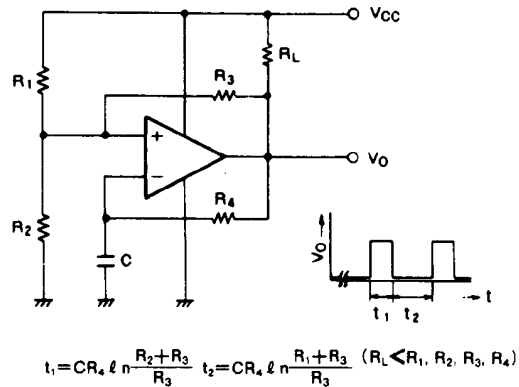 VCC
RL
R1
R3
+
−
VO
R4
R2
C
VO
t
t1 t2
t1=CR4 ℓn R2+R3/R3 t2=CR4 ℓn R1+R3/R3 (RL<R1, R2, R3, R4)